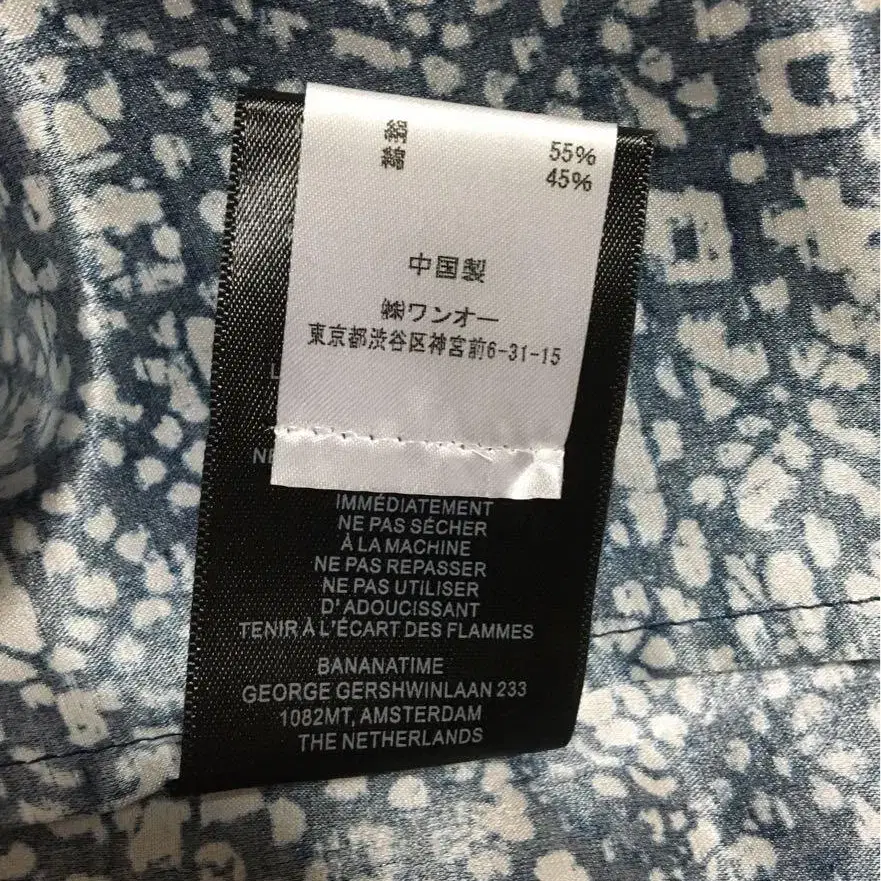 絹 55%
綿 45%
中国製
㈱ワンオー
東京都渋谷区神宮前6-31-15
L
NE
IMMÉDIATEMENT
NE PAS SÉCHER
À LA MACHINE
NE PAS REPASSER
NE PAS UTILISER
D'ADOUCISSANT
TENIR À L'ÉCART DES FLAMMES
BANANATIME
GEORGE GERSHWINLAAN 233
1082MT, AMSTERDAM
THE NETHERLANDS